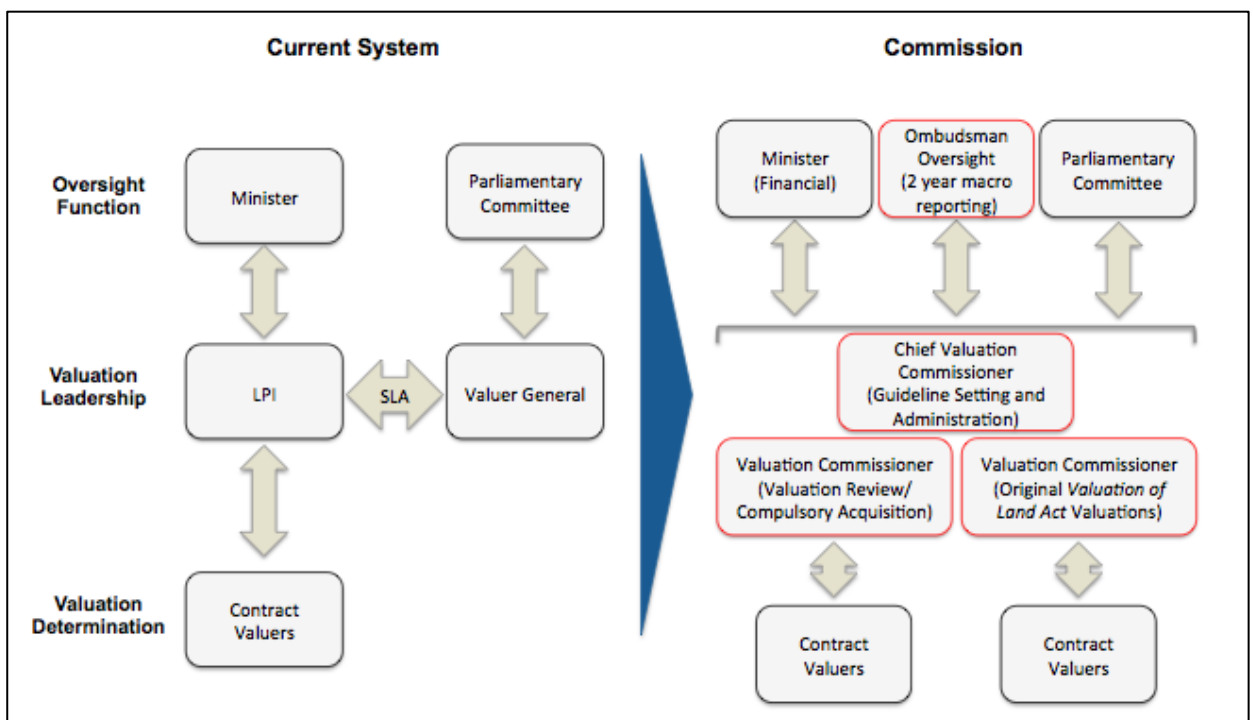 Current System
Commission
Oversight
Function
Minister
Parliamentary
Committee
Minister
(Financial)
Ombudsman
Oversight
(2 year macro
reporting)
Parliamentary
Committee
Valuation
Leadership
LPI
SLA
Valuer General
Chief Valuation
Commissioner
(Guideline Setting and
Administration)
Valuation Commissioner
(Valuation Review/
Compulsory Acquisition)
Valuation Commissioner
(Original Valuation of
Land Act Valuations)
Valuation
Determination
Contract
Valuers
Contract
Valuers
Contract
Valuers